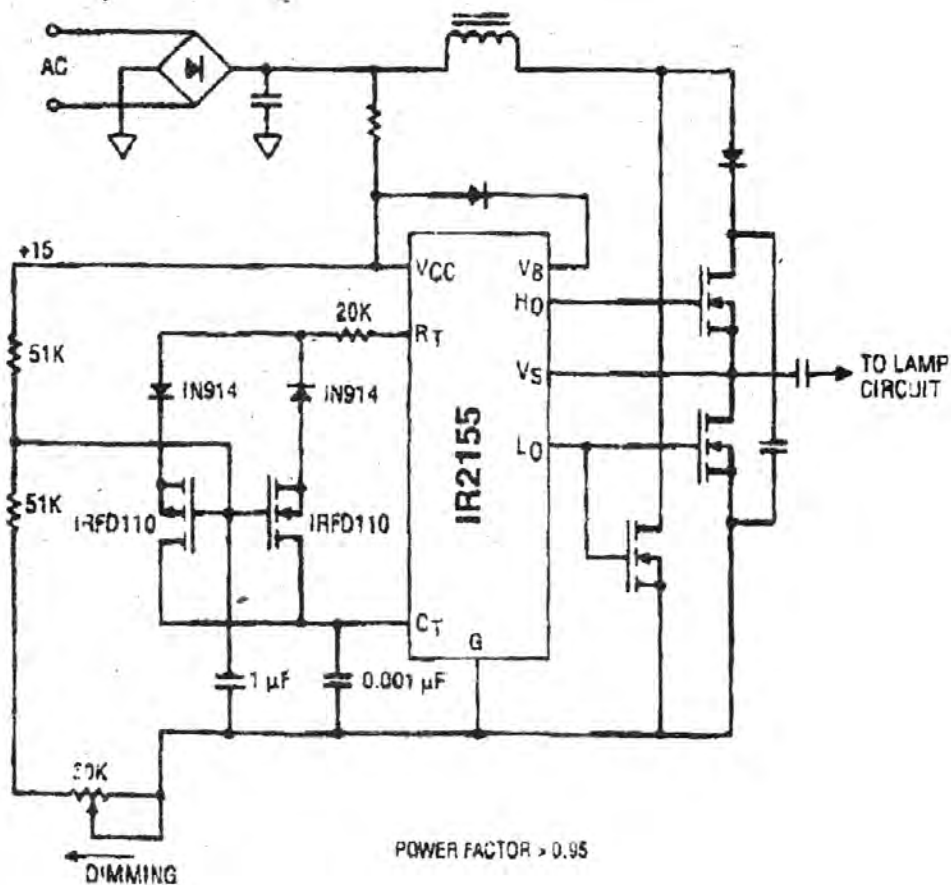 AC
+15
VCC
VB
HO
20K
RT
51K
IN914
IN914
VS
TO LAMP
CIRCUIT
LO
IR2155
51K
IRFD110
IRFD110
CT
G
1 µF
0.001 µF
DIMMING
POWER FACTOR > 0.95